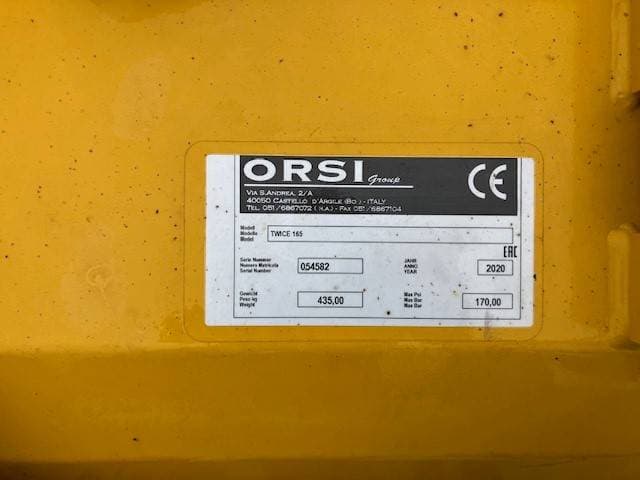 ORSI Group
CE
VIA S.ANDREA, 2/A
40050 CASTELLO D'ARGILE (BO) - ITALY
TEL. 051/6867072 (R.A.) - FAX 051/6867104
Modell
Modello
Model
TWICE 165
EAC
Serie Nummer
Numero Matricola
Serial Number
054582
JAHR
ANNO
YEAR
2020
Gewicht
Peso kg
Weight
435,00
Max Psi
Max Bar
Max Bar
170,00